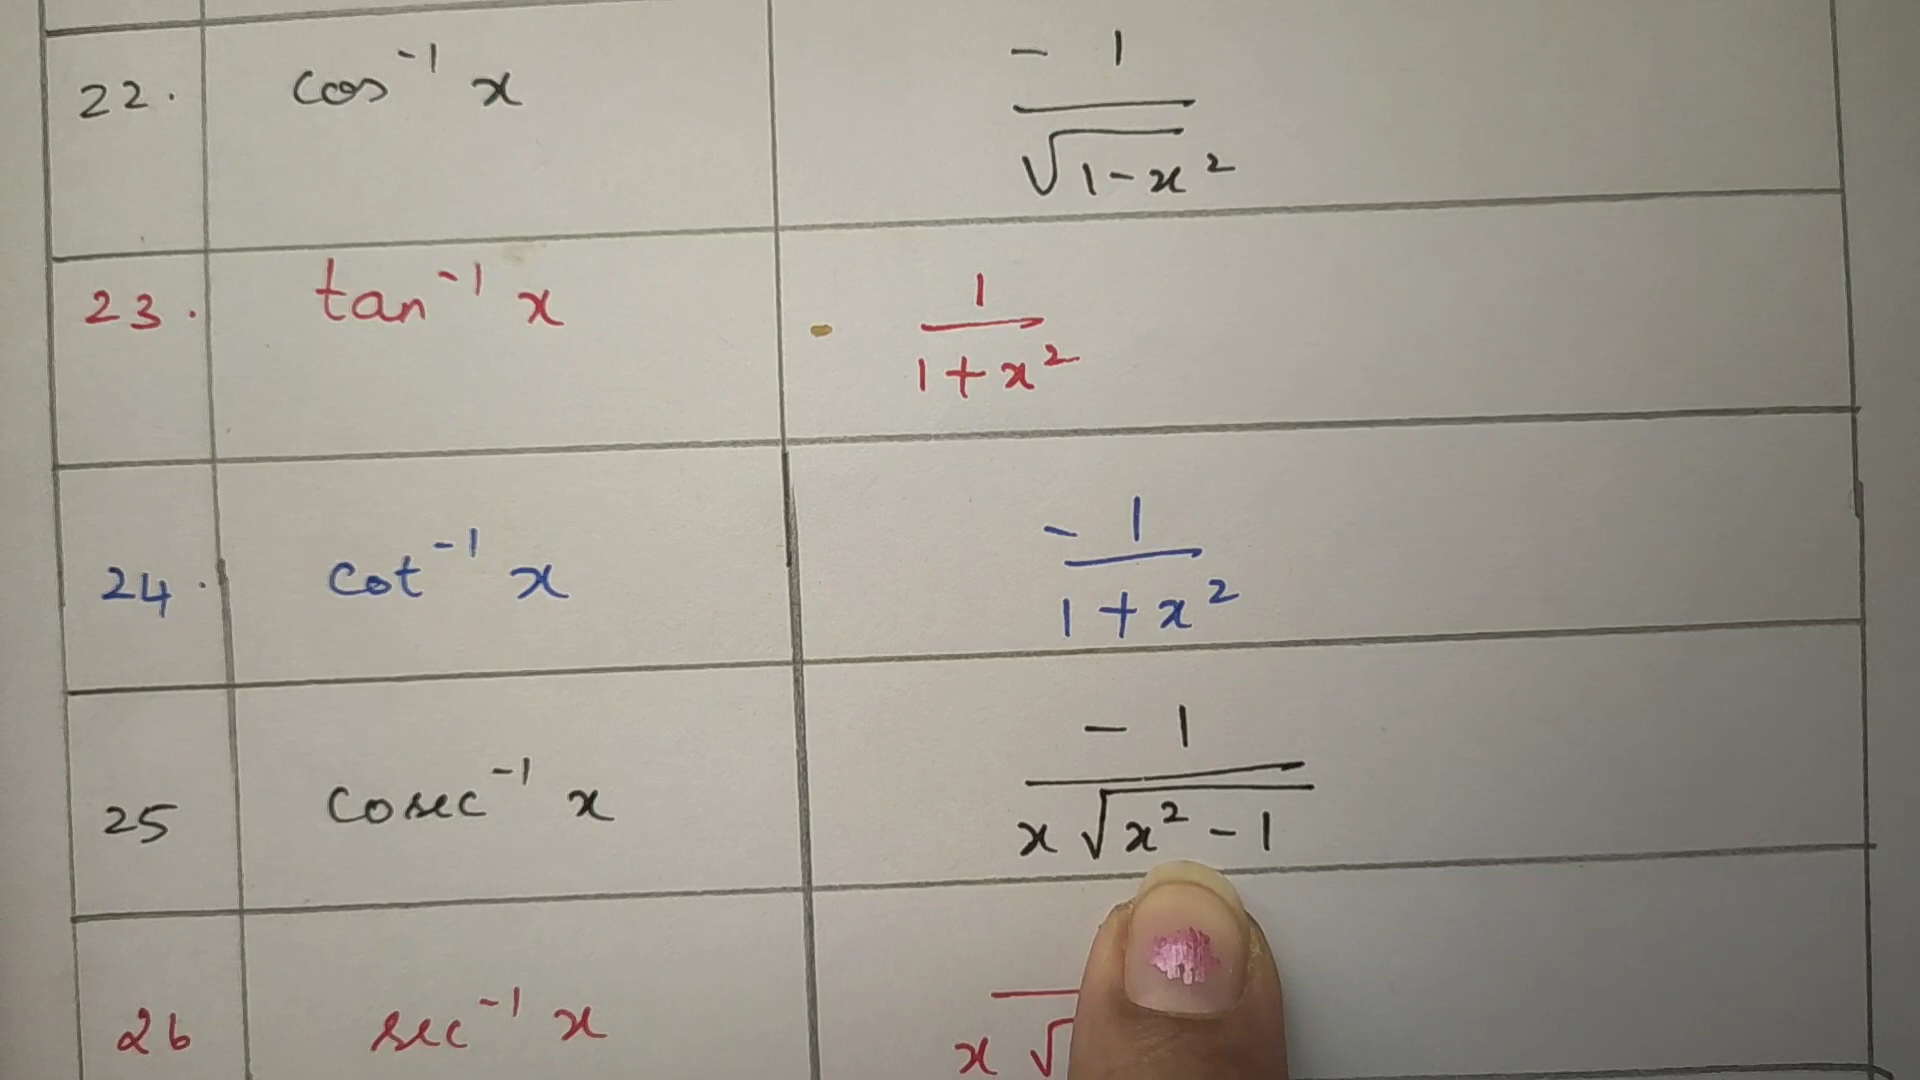 22. cos⁻¹ x -1/√1-x²
23. tan⁻¹ x 1/1+x²
24. cot⁻¹ x -1/1+x²
25 cosec⁻¹ x -1/x√x²-1
26 sec⁻¹ x x√